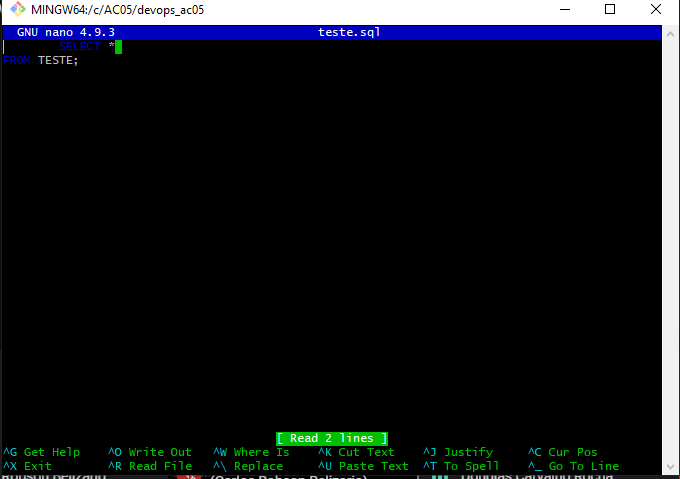 MINGW64:/c/AC05/devops_ac05
GNU nano 4.9.3 teste.sql
SELECT *
FROM TESTE;
[ Read 2 lines ]
^G Get Help ^O Write Out ^W Where Is ^K Cut Text ^J Justify ^C Cur Pos
^X Exit ^R Read File ^\ Replace ^U Paste Text ^T To Spell ^_ Go To Line